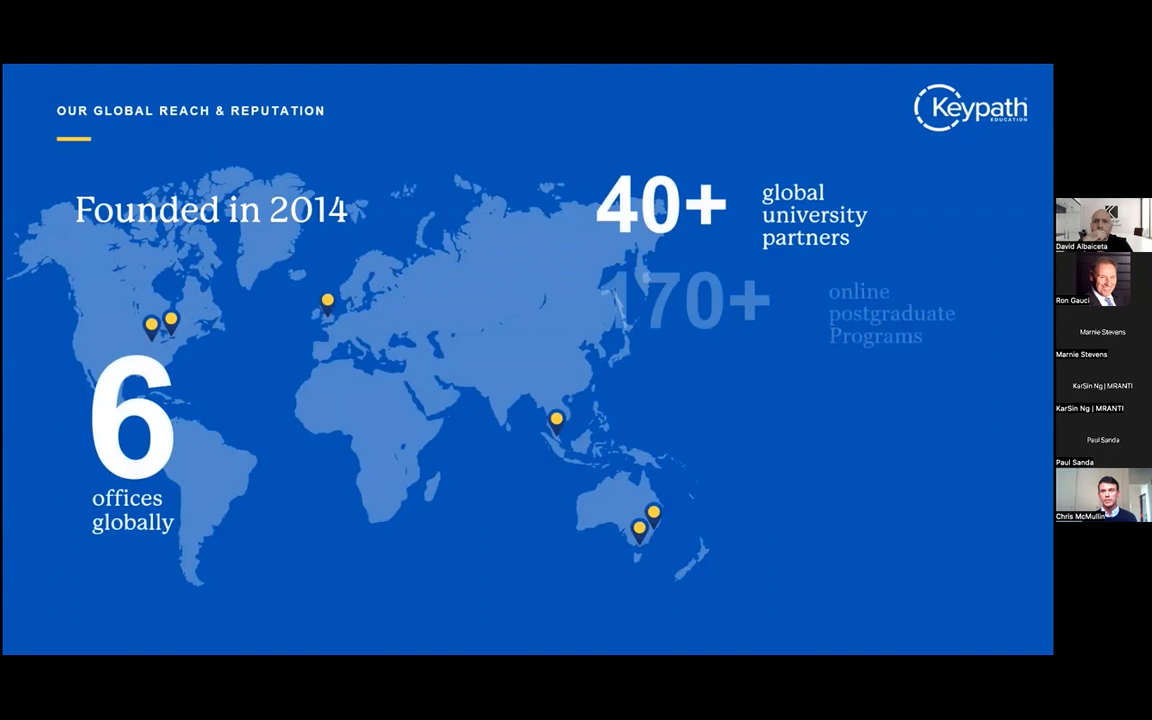 OUR GLOBAL REACH & REPUTATION
Keypath
EDUCATION
Founded in 2014
40+
global
university
partners
170+
online
postgraduate
Programs
6
offices
globally
David Albaiceta
Ron Gauci
Marnie Stevens
Marnie Stevens
KarSin Ng | MRANTI
KarSin Ng | MRANTI
Paul Sanda
Paul Sanda
Chris McMullin